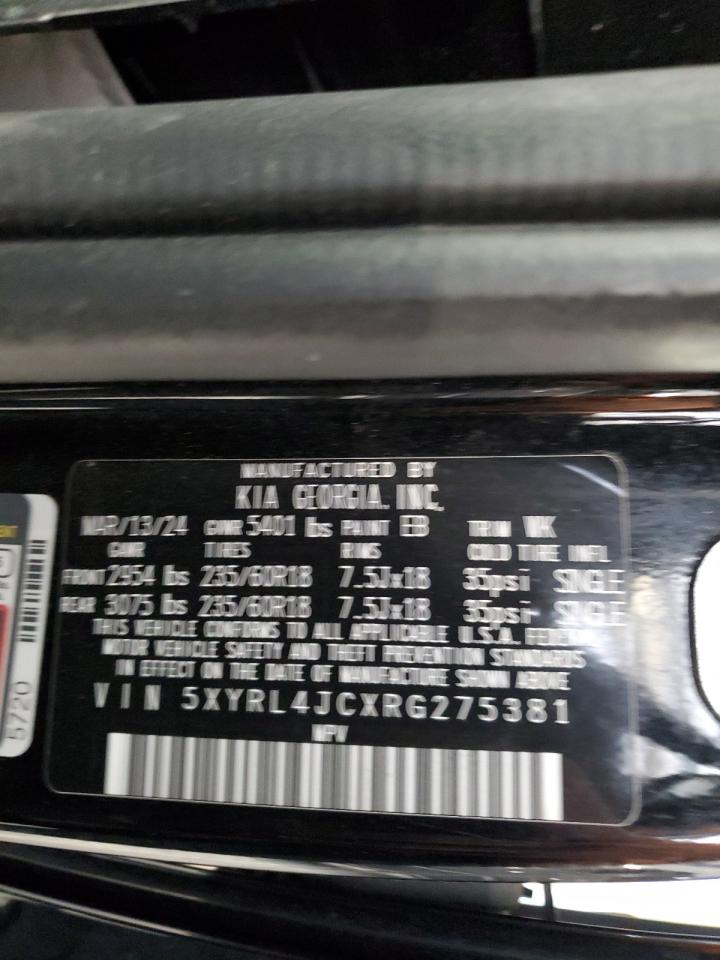 MANUFACTURED BY
KIA GEORGIA. INC.
MAR/13/24 GVWR 5401 lbs PAINT EB TRIM WK
GAWR TIRES RIMS COLD TIRE INFL
FRONT 2954 lbs 235/60R18 7.5Jx18 35psi SINGLE
REAR 3075 lbs 235/60R18 7.5Jx18 35psi SINGLE
THIS VEHICLE CONFORMS TO ALL APPLICABLE U.S.A. FEDERAL
MOTOR VEHICLE SAFETY AND THEFT PREVENTION STANDARDS
IN EFFECT ON THE DATE OF MANUFACTURE SHOWN ABOVE
VIN 5XYRL4JCXRG275381
MPV
5720